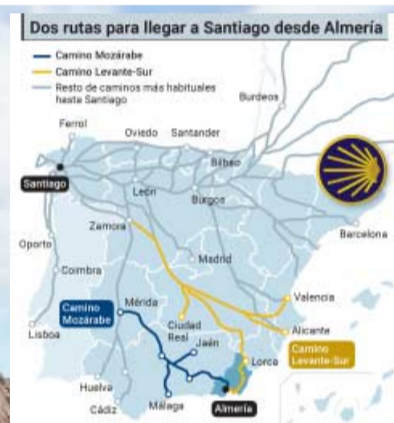 Dos rutas para llegar a Santiago desde Almería
Camino Mozárabe
Camino Levante-Sur
Resto de caminos más habituales
hasta Santiago
Burdeos
Ferrol
Oviedo
Santander
Bilbao
Santiago
León
Burgos
Zamora
Barcelona
Oporto
Madrid
Coimbra
Camino
Mozárabe
Mérida
Valencia
Ciudad
Real
Alicante
Lisboa
Jaén
Lorca
Camino
Levante-Sur
Huelva
Cádiz
Málaga
Almería